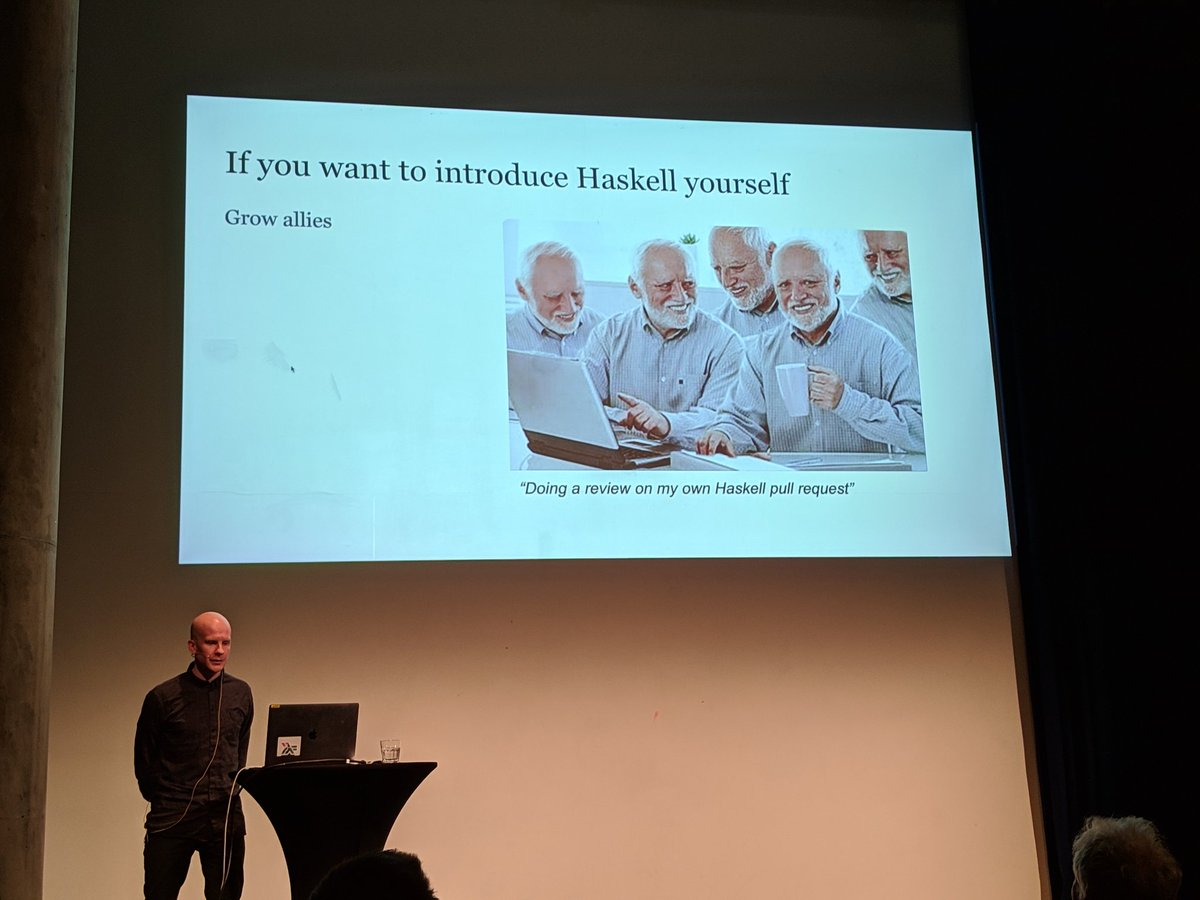 If you want to introduce Haskell yourself
Grow allies
“Doing a review on my own Haskell pull request”